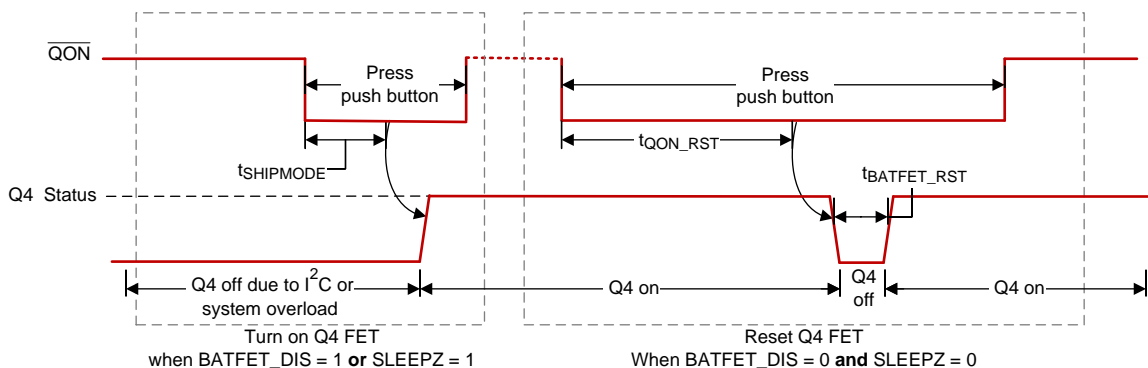 QON
Press
push button
Press
push button
tSHIPMODE
tQON_RST
tBATFET_RST
Q4 Status
Q4 off due to I²C or
system overload
Q4 on
Q4
off
Q4 on
Turn on Q4 FET
when BATFET_DIS = 1 or SLEEPZ = 1
Reset Q4 FET
When BATFET_DIS = 0 and SLEEPZ = 0